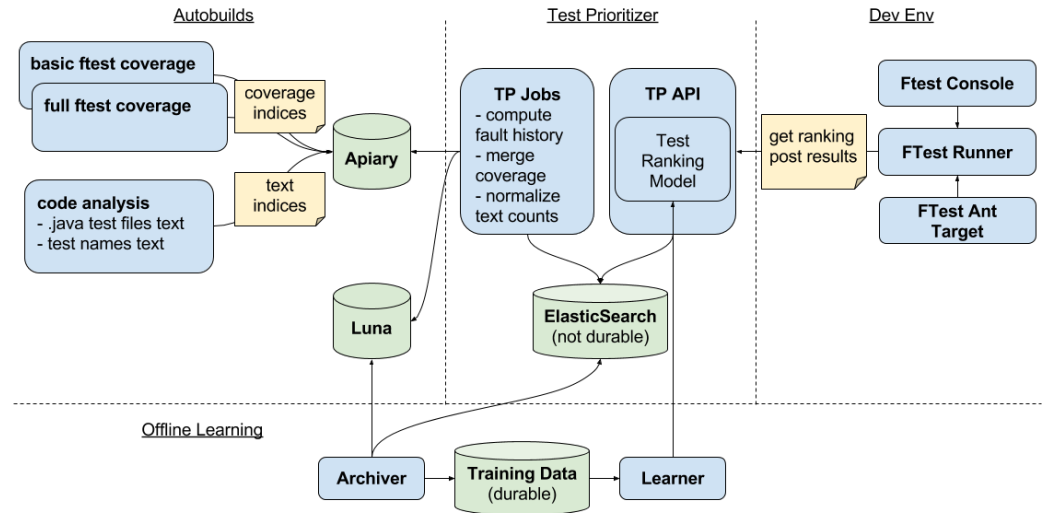 Autobuilds
Test Prioritizer
Dev Env
basic ftest coverage
full ftest coverage
coverage
indices
Apiary
text
indices
code analysis
- .java test files text
- test names text
Luna
TP Jobs
- compute
fault history
- merge
coverage
- normalize
text counts
TP API
Test
Ranking
Model
ElasticSearch
(not durable)
get ranking
post results
Ftest Console
FTest Runner
FTest Ant
Target
Offline Learning
Archiver
Training Data
(durable)
Learner